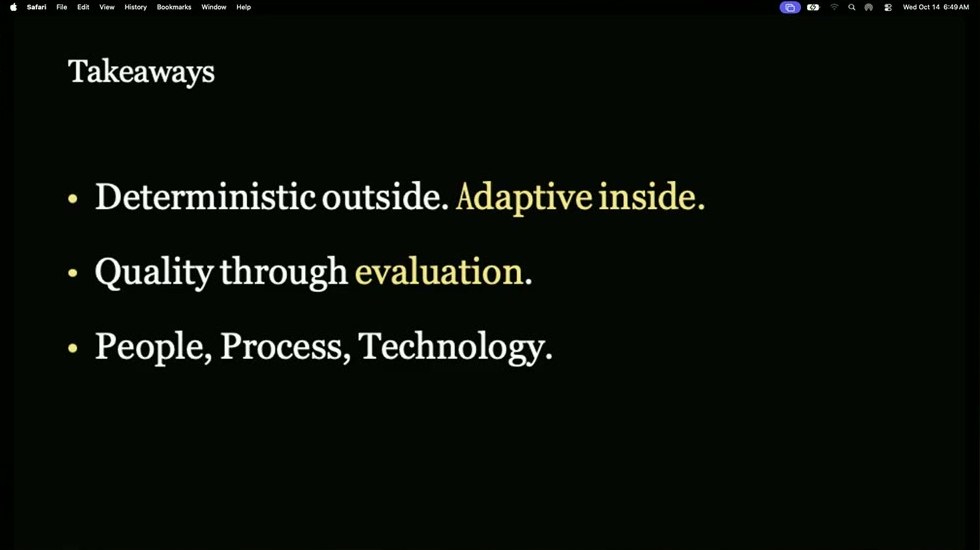 Safari File Edit View History Bookmarks Window Help Wed Oct 14 6:49 AM
Takeaways
• Deterministic outside. Adaptive inside.
• Quality through evaluation.
• People, Process, Technology.